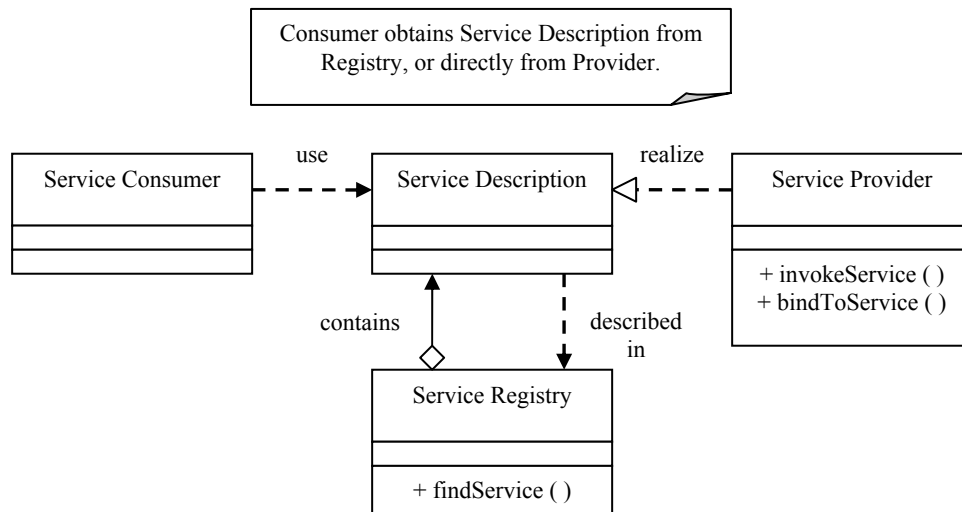 Consumer obtains Service Description from
Registry, or directly from Provider.
use
realize
Service Consumer
Service Description
Service Provider
+ invokeService ( )
+ bindToService ( )
contains
described
in
Service Registry
+ findService ( )